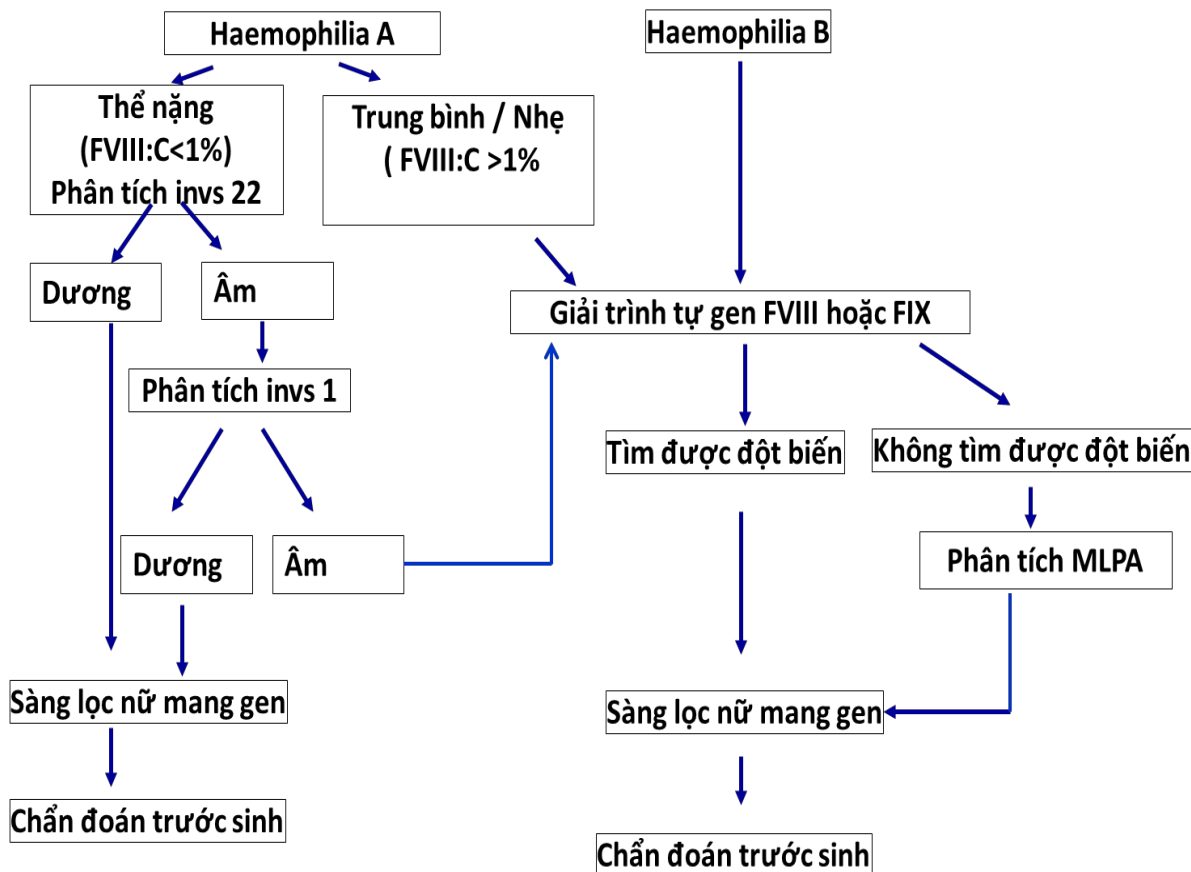 Haemophilia A
Haemophilia B
Thể nặng
(FVIII:C<1%)
Phân tích invs 22
Trung bình / Nhẹ
( FVIII:C >1%
Dương
Âm
Giải trình tự gen FVIII hoặc FIX
Phân tích invs 1
Tìm được đột biến
Không tìm được đột biến
Dương
Âm
Phân tích MLPA
Sàng lọc nữ mang gen
Sàng lọc nữ mang gen
Chẩn đoán trước sinh
Chẩn đoán trước sinh